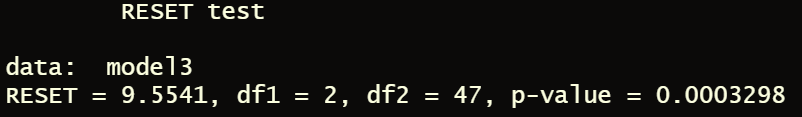 RESET test
data:  model3
RESET = 9.5541, df1 = 2, df2 = 47, p-value = 0.0003298